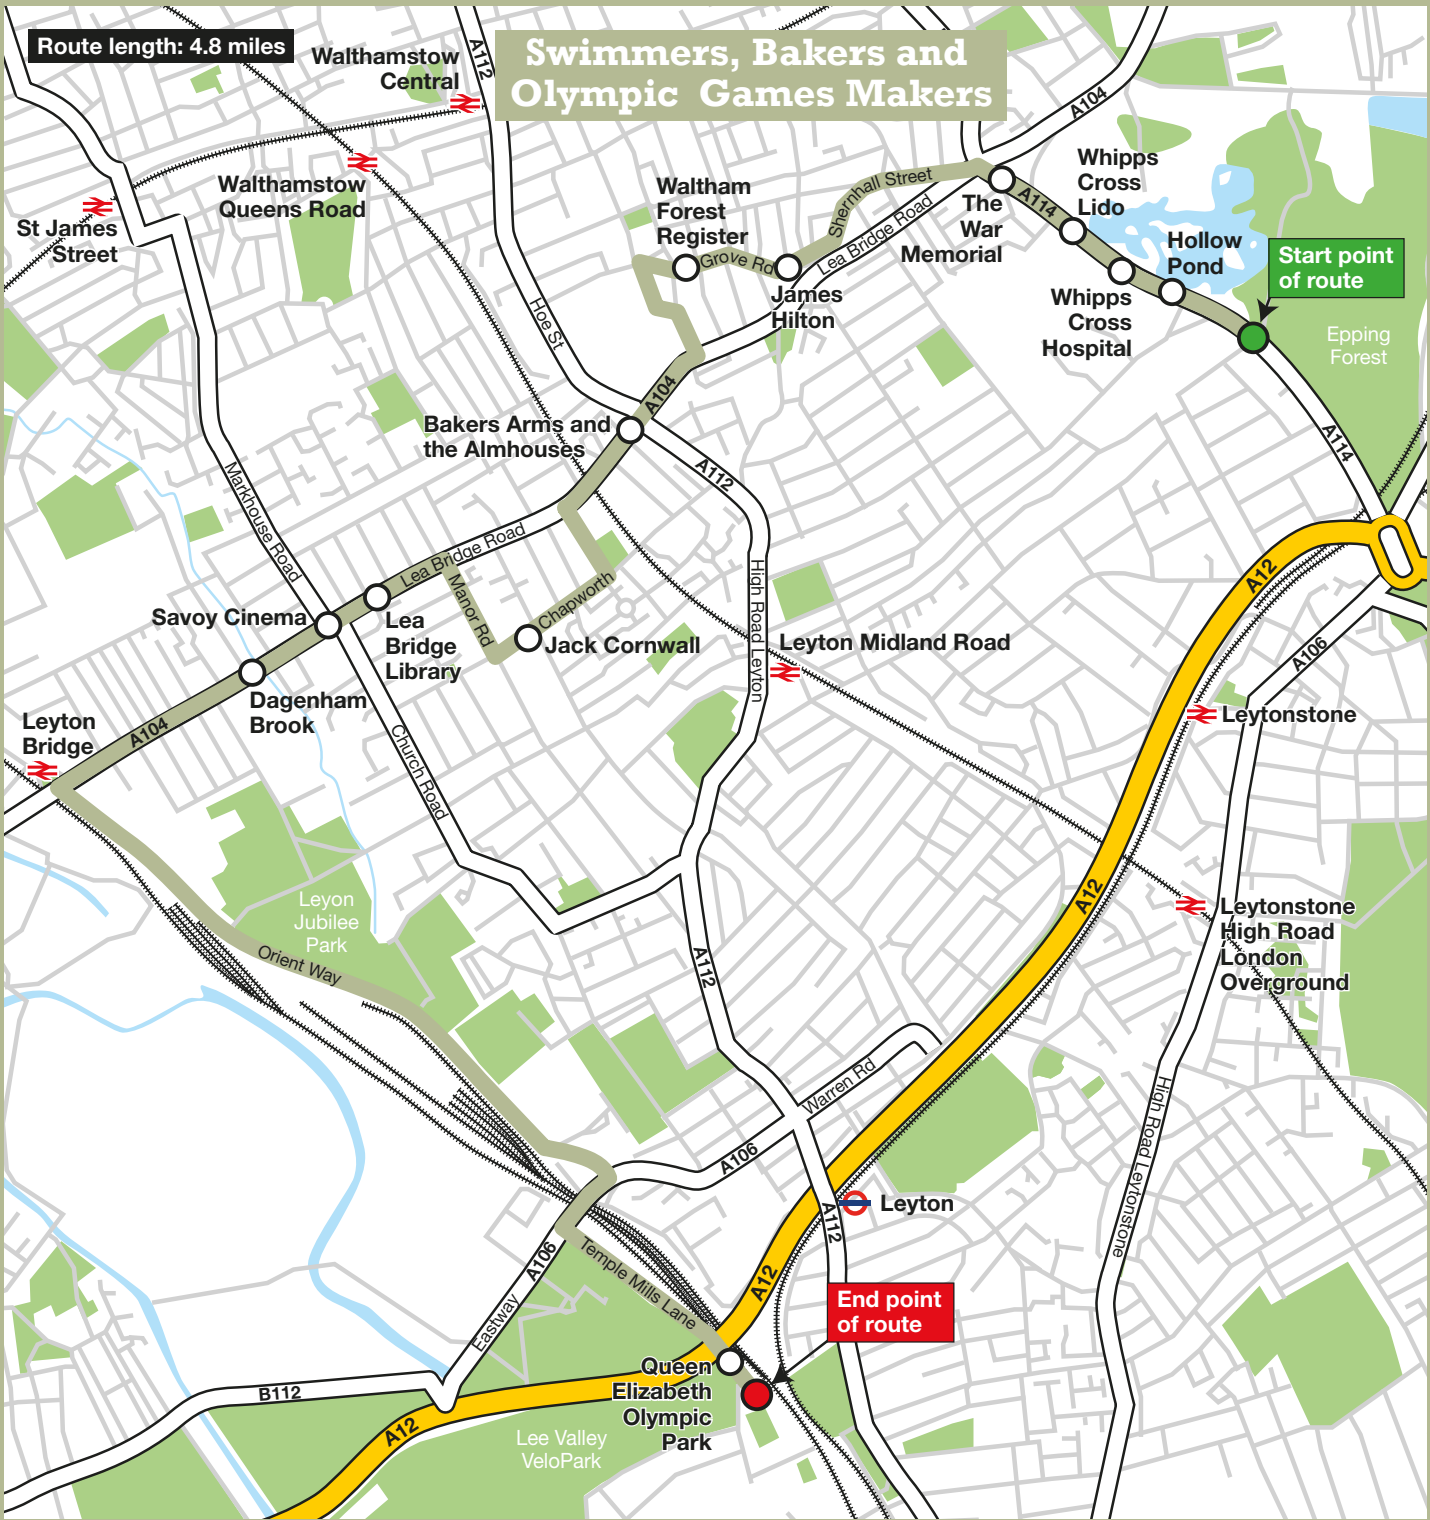 Route length: 4.8 miles
Swimmers, Bakers and
Olympic Games Makers
Walthamstow
Central
A112
A104
Walthamstow
Queens Road
St James
Street
Waltham
Forest
Register
Shernhall Street
Grove Rd
Lea Bridge Road
James
Hilton
The
War
Memorial
A114
Whipps
Cross
Lido
Hollow
Pond
Whipps
Cross
Hospital
Start point
of route
Epping
Forest
Hoe St
A104
Bakers Arms and
the Almhouses
A112
A114
Markhouse Road
Lea Bridge Road
Manor Rd
Chapworth
Jack Cornwall
High Road Leyton
Leyton Midland Road
A12
A106
Savoy Cinema
Lea
Bridge
Library
Dagenham
Brook
Leyton
Bridge
A104
Church Road
Leytonstone
A12
Leytonstone
High Road
London
Overground
Leyon
Jubilee
Park
Orient Way
A112
Warren Rd
A106
High Road Leytonstone
Leyton
A112
A106
Eastway
Temple Mills Lane
A12
End point
of route
Queen
Elizabeth
Olympic
Park
B112
A12
Lee Valley
VeloPark